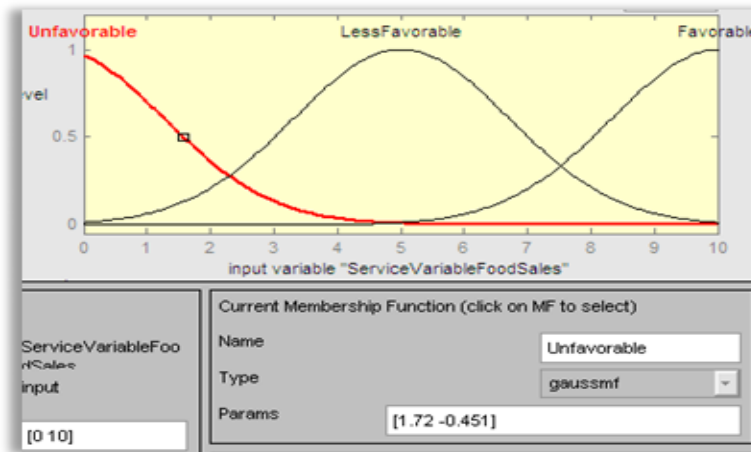 Unfavorable LessFavorable Favorable
1
0.5
0
0 1 2 3 4 5 6 7 8 9 10
input variable "ServiceVariableFoodSales"
Current Membership Function (click on MF to select)
Name Unfavorable
ServiceVariableFoo
dSales
Type gaussmf
input
Params [1.72 -0.451]
[0 10]